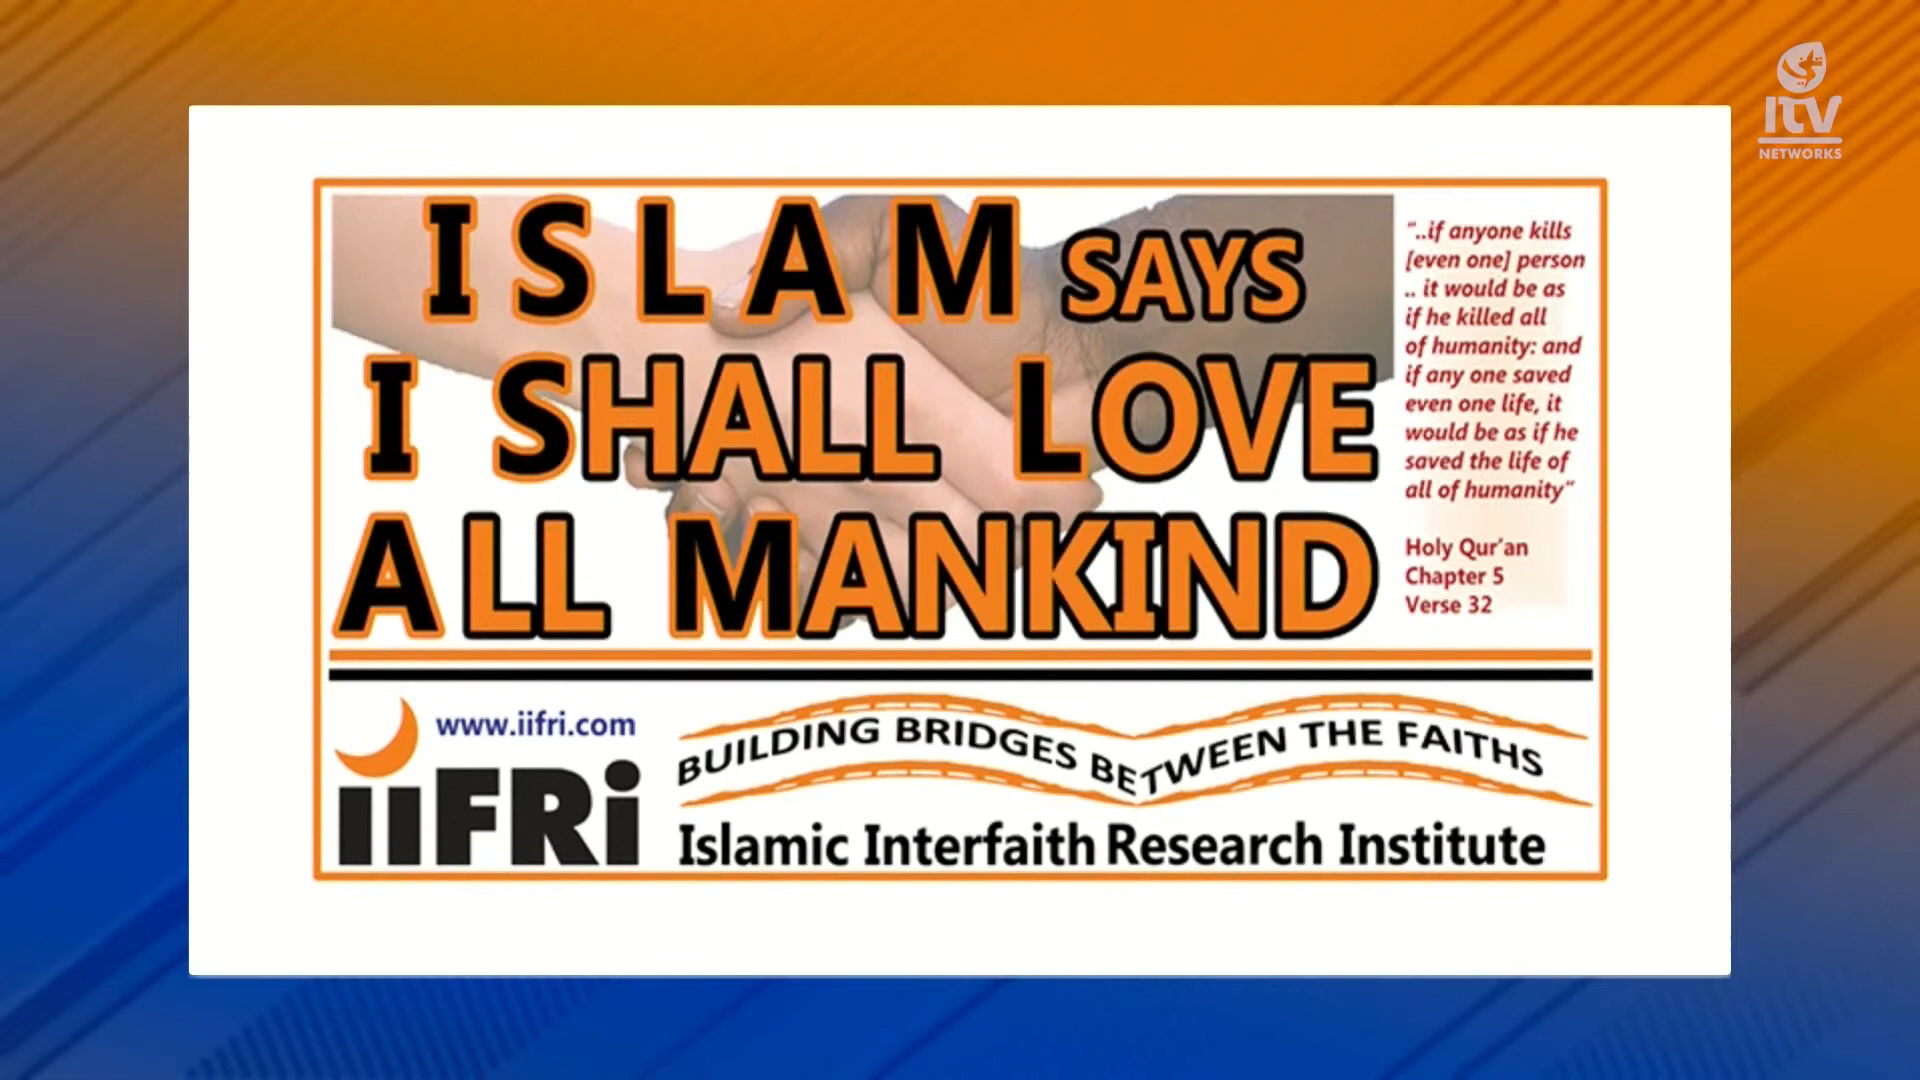 ITV
NETWORKS
ISLAM SAYS
I SHALL LOVE
ALL MANKIND
"..if anyone kills
[even one] person
.. it would be as
if he killed all
of humanity: and
if any one saved
even one life, it
would be as if he
saved the life of
all of humanity"
Holy Qur'an
Chapter 5
Verse 32
www.iifri.com
iiFRi
BUILDING BRIDGES BETWEEN THE FAITHS
Islamic Interfaith Research Institute